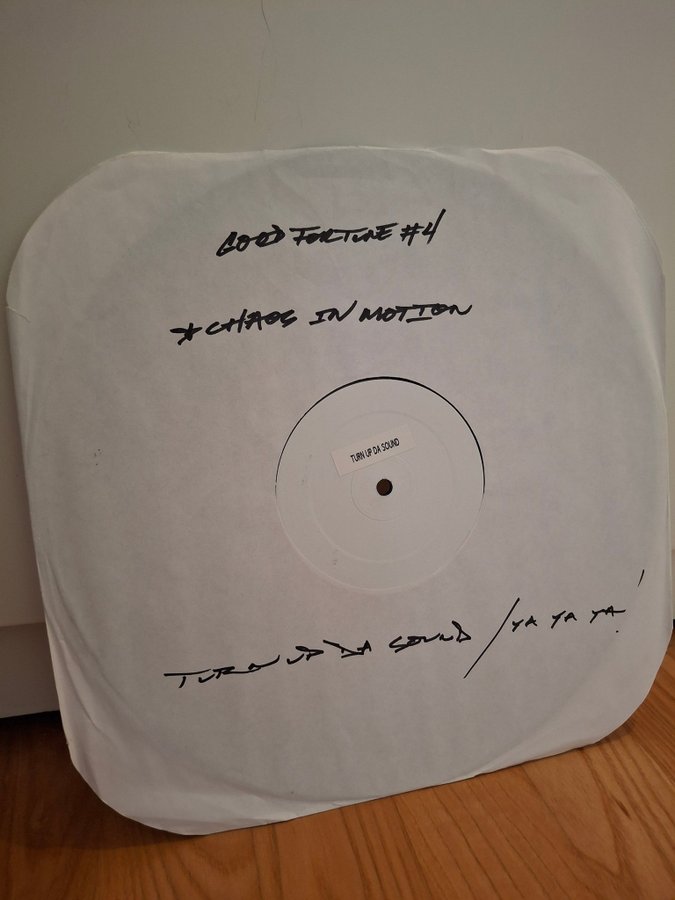 GOOD FORTUNE #4
*CHAOS IN MOTION
TURN UP DA SOUND
TURN UP DA SOUND / YA YA YA!